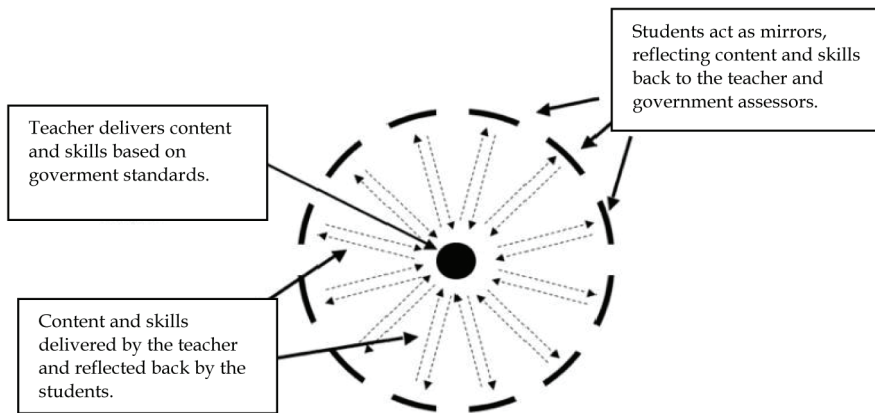 Students act as mirrors,
reflecting content and skills
back to the teacher and
government assessors.
Teacher delivers content
and skills based on
goverment standards.
Content and skills
delivered by the teacher
and reflected back by the
students.